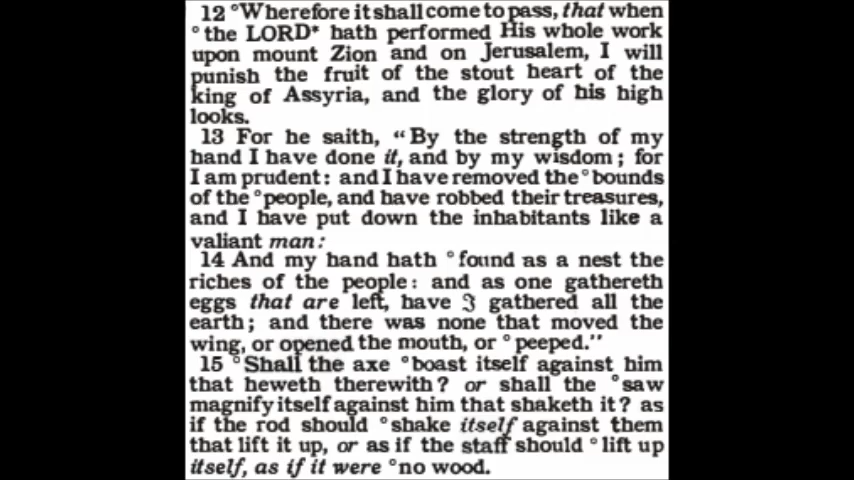 12 °Wherefore it shall come to pass, that when
°the LORD* hath performed His whole work
upon mount Zion and on Jerusalem, I will
punish the fruit of the stout heart of the
king of Assyria, and the glory of his high
looks.
13 For he saith, “By the strength of my
hand I have done it, and by my wisdom; for
I am prudent: and I have removed the °bounds
of the °people, and have robbed their treasures,
and I have put down the inhabitants like a
valiant man:
14 And my hand hath °found as a nest the
riches of the people: and as one gathereth
eggs that are left, have I gathered all the
earth; and there was none that moved the
wing, or opened the mouth, or °peeped.”
15 °Shall the axe °boast itself against him
that heweth therewith? or shall the °saw
magnify itself against him that shaketh it? as
if the rod should °shake itself against them
that lift it up, or as if the staff should °lift up
itself, as if it were °no wood.